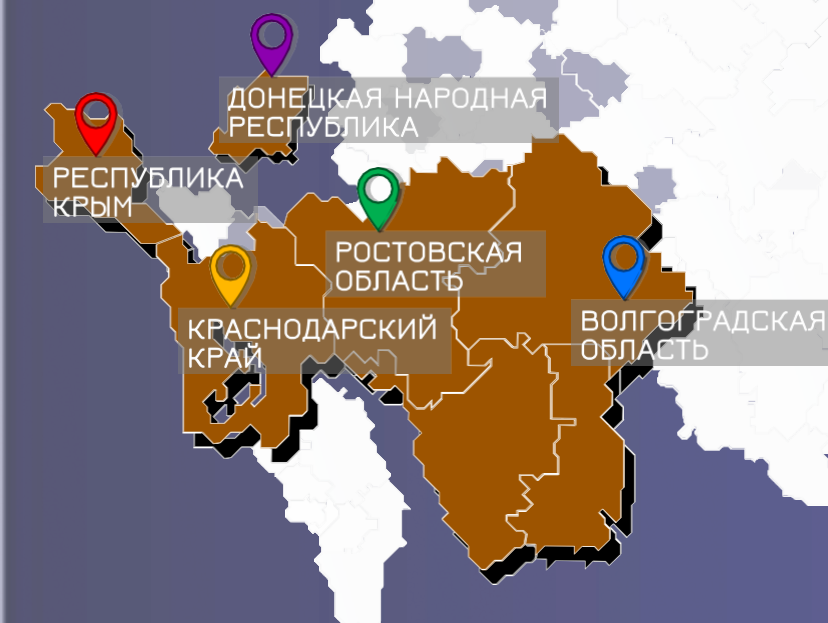 ДОНЕЦКАЯ НАРОДНАЯ
РЕСПУБЛИКА
РЕСПУБЛИКА
КРЫМ
РОСТОВСКАЯ
ОБЛАСТЬ
КРАСНОДАРСКИЙ
КРАЙ
ВОЛГОГРАДСКАЯ
ОБЛАСТЬ